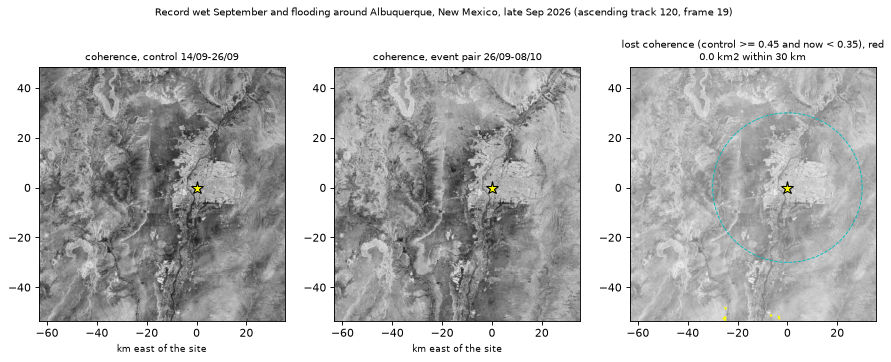 Record wet September and flooding around Albuquerque, New Mexico, late Sep 2026 (ascending track 120, frame 19)
coherence, control 14/09-26/09
coherence, event pair 26/09-08/10
lost coherence (control >= 0.45 and now < 0.35), red
0.0 km2 within 30 km
40
20
0
−20
−40
−60 −40 −20 0 20
km east of the site
40
20
0
−20
−40
−60 −40 −20 0 20
km east of the site
40
20
0
−20
−40
−60 −40 −20 0 20